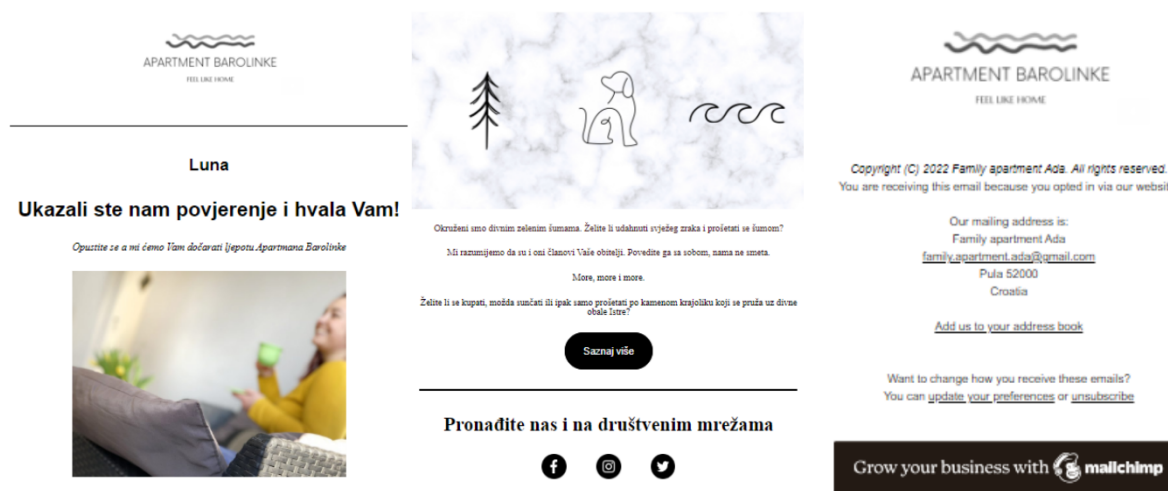 APARTMENT BAROLINKE
FEEL LIKE HOME
Luna
Ukazali ste nam povjerenje i hvala Vam!
Opustite se a mi ćemo Vam dočarati ljepotu Apartmana Barolinke
Okruženi smo divnim zelenim šumama. Želite li udahnuti svježeg zraka i prošetati se šumom?
Mi razumijemo da su i oni članovi Vaše obitelji. Povedite ga sa sobom, nama ne smeta.
More, more i more.
Želite li se kupati, možda sunčati ili ipak samo prošetati po kamenom krajoliku koji se pruža uz divne
obale Istre?
Saznaj više
Pronađite nas i na društvenim mrežama
APARTMENT BAROLINKE
FEEL LIKE HOME
Copyright (C) 2022 Family apartment Ada. All rights reserved.
You are receiving this email because you opted in via our websit
Our mailing address is:
Family apartment Ada
family.apartment.ada@gmail.com
Pula 52000
Croatia
Add us to your address book
Want to change how you receive these emails?
You can update your preferences or unsubscribe
Grow your business with mailchimp